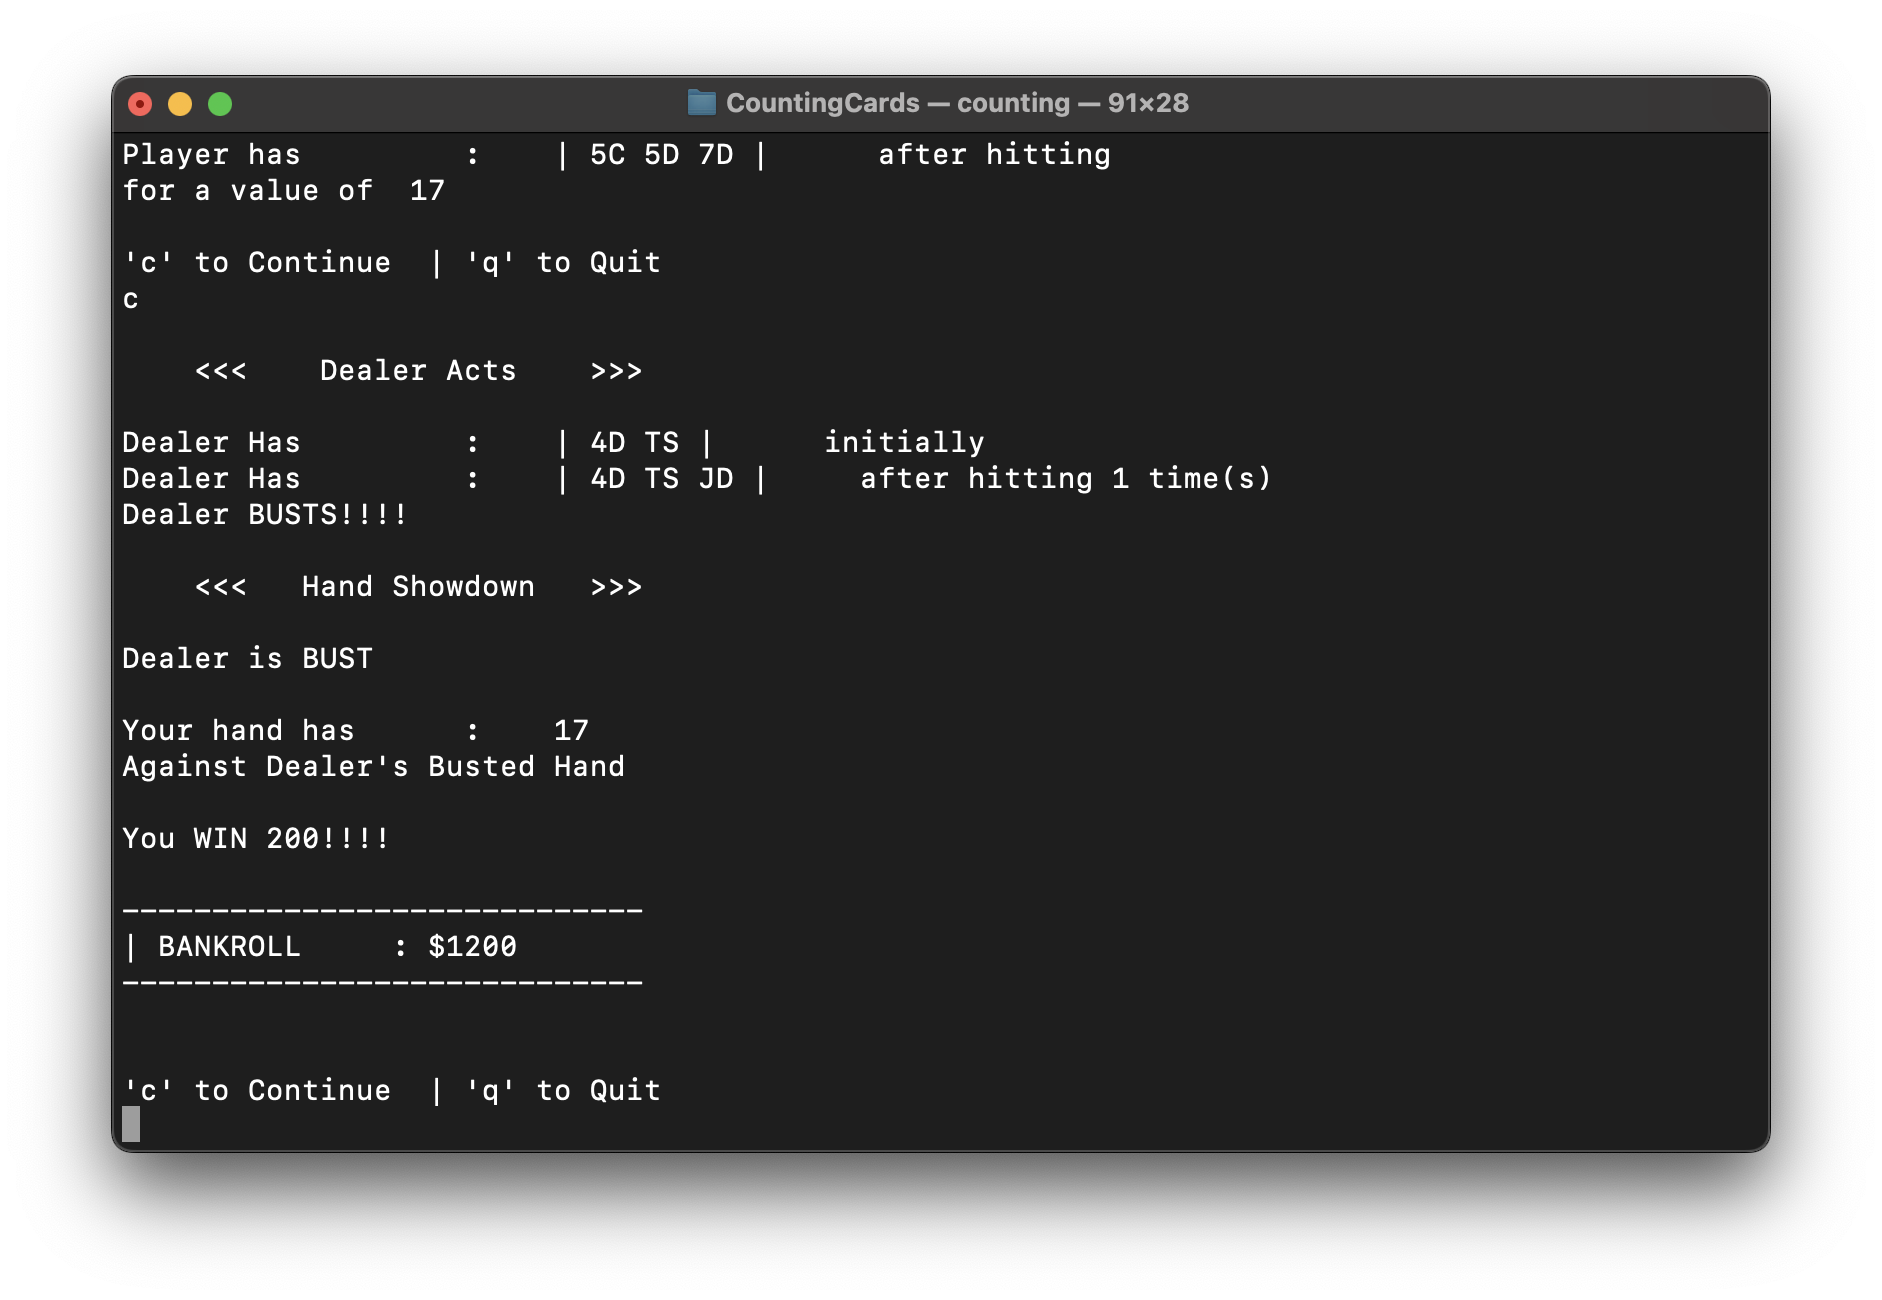 CountingCards — counting — 91×28
Player has         :    | 5C 5D 7D |      after hitting
for a value of  17
'c' to Continue  | 'q' to Quit
c
    <<<    Dealer Acts    >>>
Dealer Has         :    | 4D TS |      initially
Dealer Has         :    | 4D TS JD |     after hitting 1 time(s)
Dealer BUSTS!!!!
    <<<   Hand Showdown   >>>
Dealer is BUST
Your hand has      :    17
Against Dealer's Busted Hand
You WIN 200!!!!
-----------------------------
| BANKROLL     : $1200
-----------------------------
'c' to Continue  | 'q' to Quit